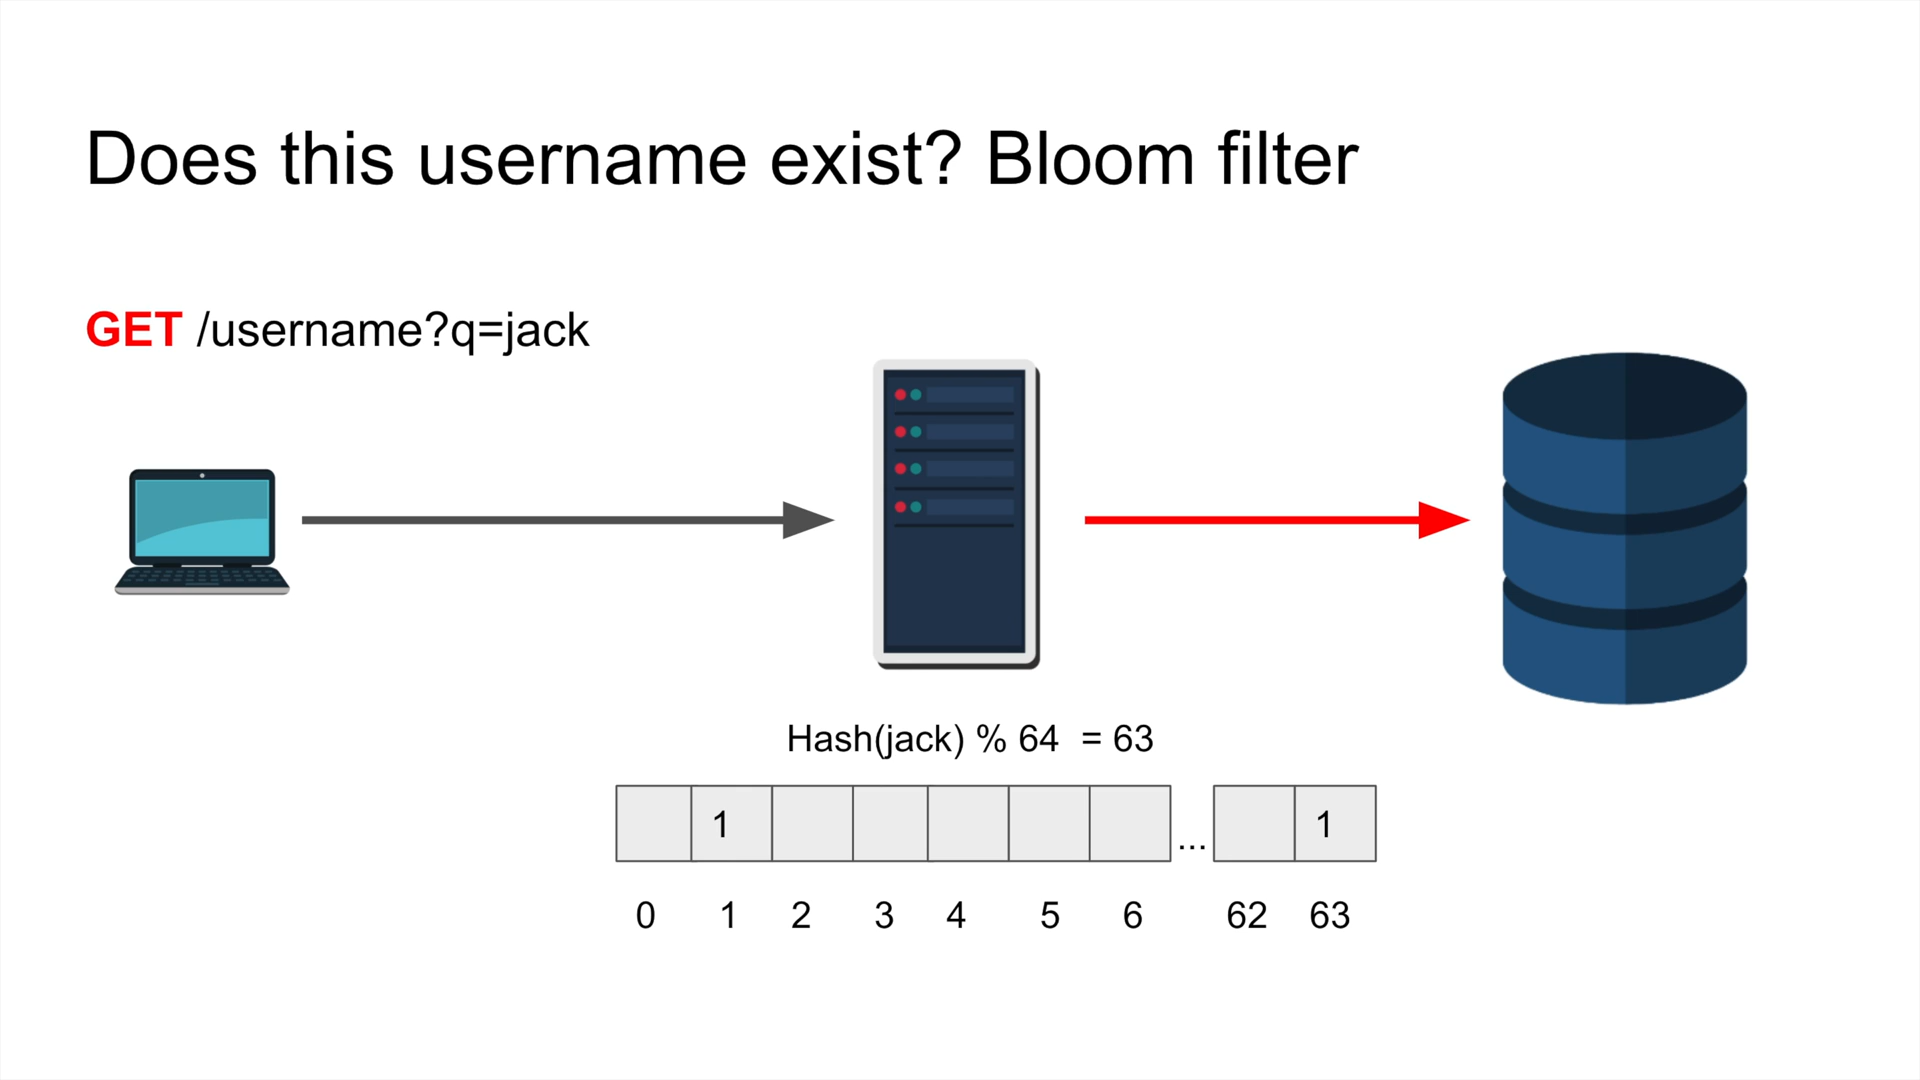 Does this username exist? Bloom filter
GET /username?q=jack
Hash(jack) % 64 = 63
1 ... 1
0 1 2 3 4 5 6 62 63